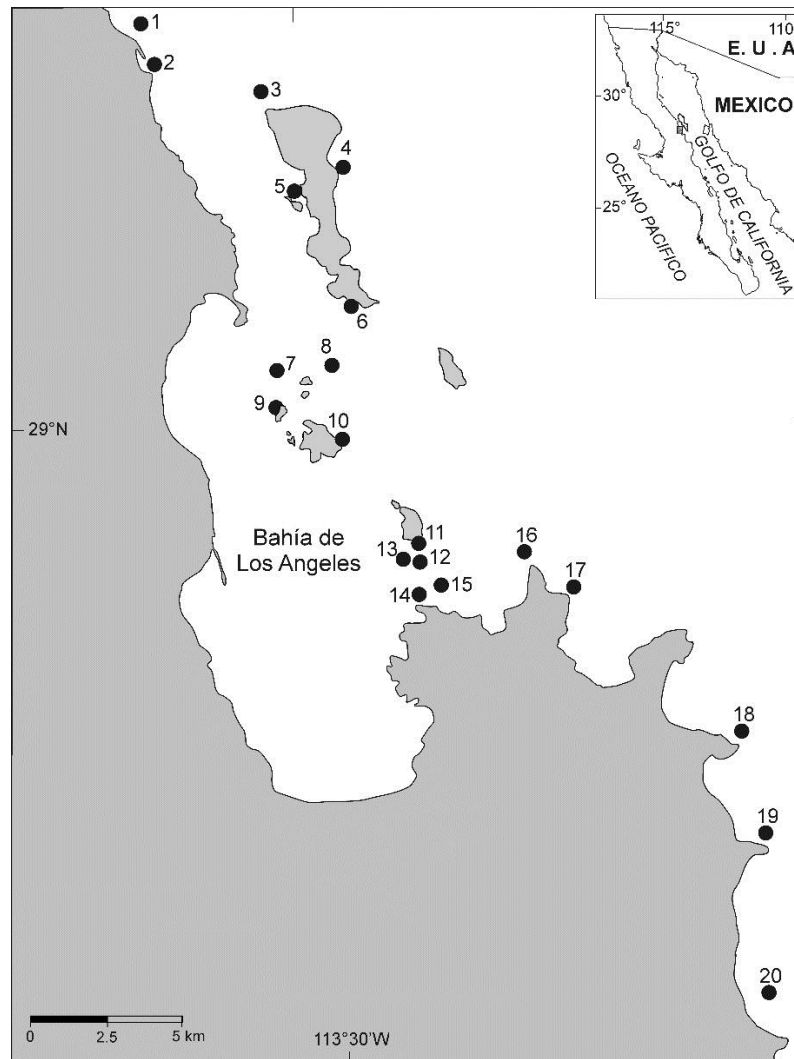 1
2
3
4
5
6
7
8
9
10
11
12
13
14
15
16
17
18
19
20
29°N
Bahía de
Los Angeles
0
2.5
5 km
113°30'W
115°
110°
E. U. A
30°
MEXICO
25°
GOLFO DE CALIFORNIA
OCEANO PACIFICO